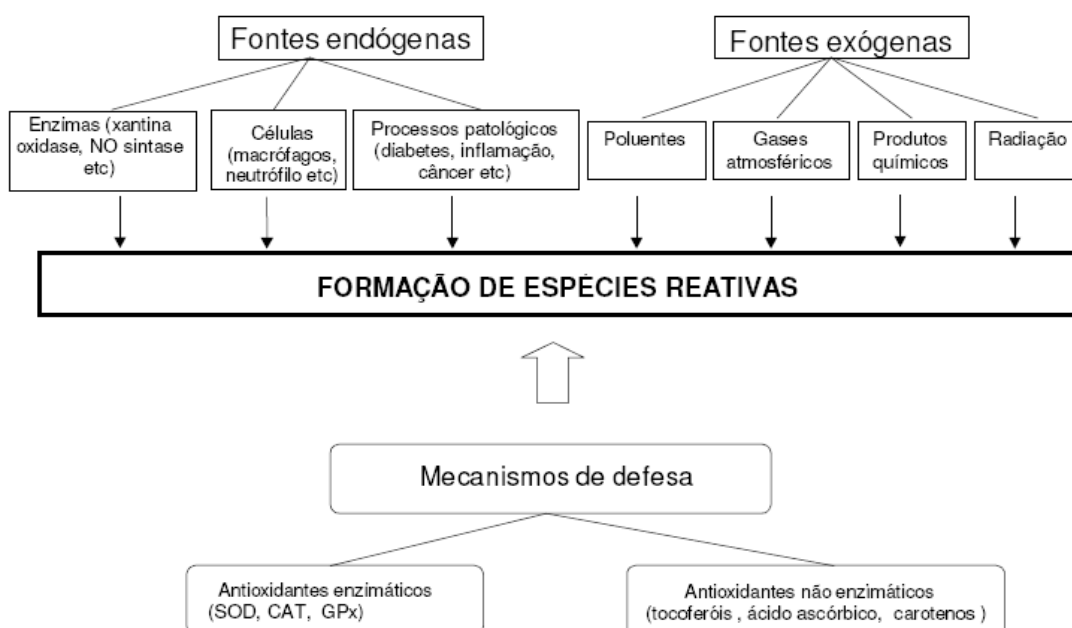 Fontes endógenas
Fontes exógenas
Enzimas (xantina
oxidase, NO sintase
etc)
Células
(macrófagos,
neutrófilo etc)
Processos patológicos
(diabetes, inflamação,
câncer etc)
Poluentes
Gases
atmosféricos
Produtos
químicos
Radiação
FORMAÇÃO DE ESPÉCIES REATIVAS
Mecanismos de defesa
Antioxidantes enzimáticos
(SOD, CAT, GPx)
Antioxidantes não enzimáticos
(tocoferóis , ácido ascórbico, carotenos )